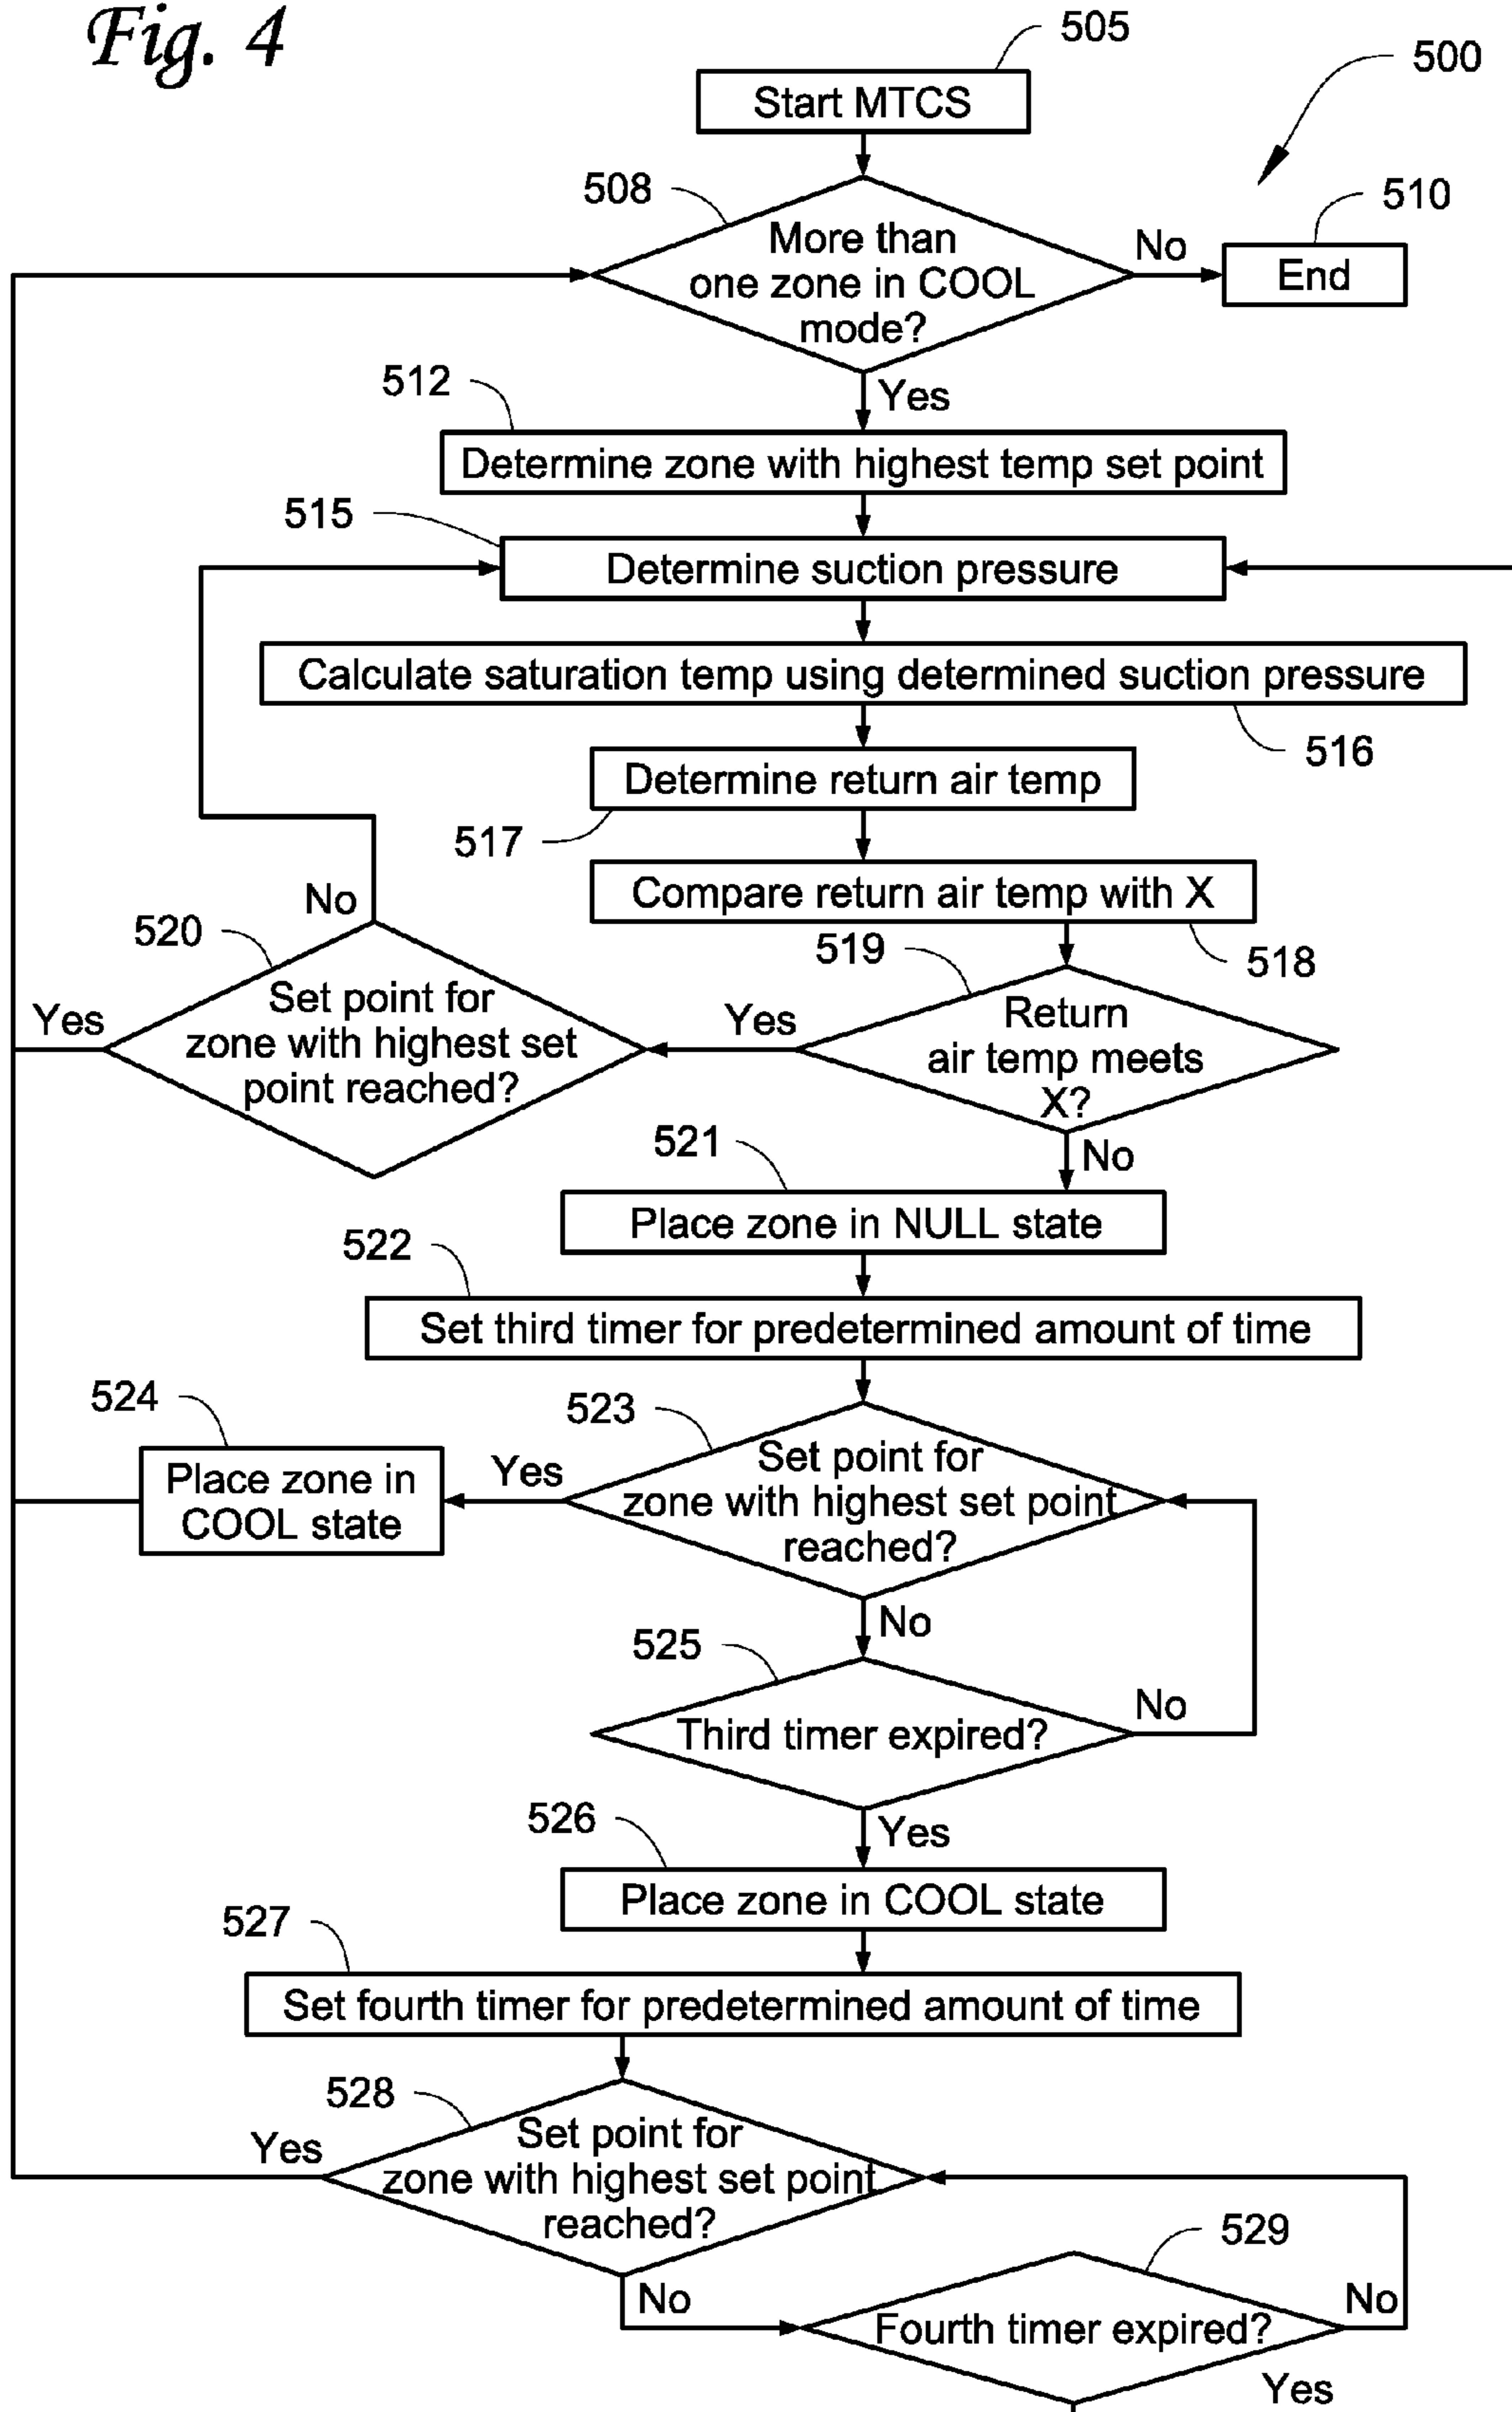 Fig. 4
505
500
Start MTCS
508
510
More than
one zone in COOL
mode?
No
End
512
Yes
Determine zone with highest temp set point
515
Determine suction pressure
Calculate saturation temp using determined suction pressure
516
Determine return air temp
517
Compare return air temp with X
518
No
520
519
Set point for
zone with highest set
point reached?
Yes
Yes
Return
air temp meets
X?
521
No
Place zone in NULL state
522
Set third timer for predetermined amount of time
524
523
Place zone in
COOL state
Yes
Set point for
zone with highest set point
reached?
No
525
Third timer expired?
No
526
Yes
Place zone in COOL state
527
Set fourth timer for predetermined amount of time
528
Yes
Set point for
zone with highest set point
reached?
529
No
Fourth timer expired?
No
Yes